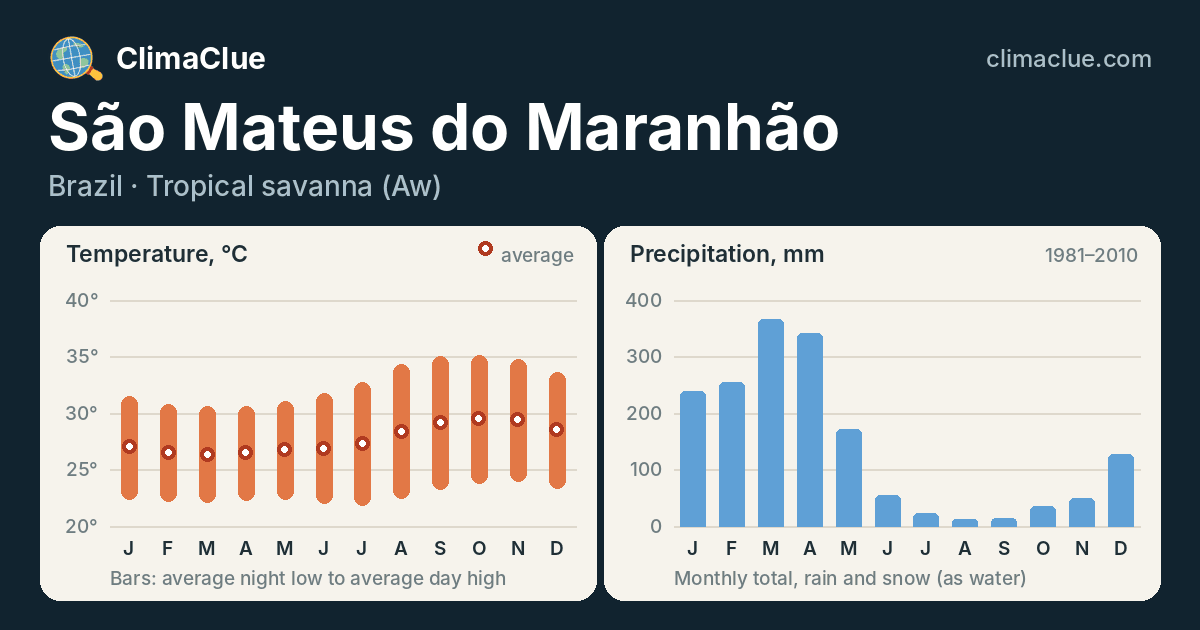 ClimaClue
climaclue.com
São Mateus do Maranhão
Brazil · Tropical savanna (Aw)
Temperature, °C
average
40°
35°
30°
25°
20°
J F M A M J J A S O N D
Bars: average night low to average day high
Precipitation, mm
1981–2010
400
300
200
100
0
J F M A M J J A S O N D
Monthly total, rain and snow (as water)